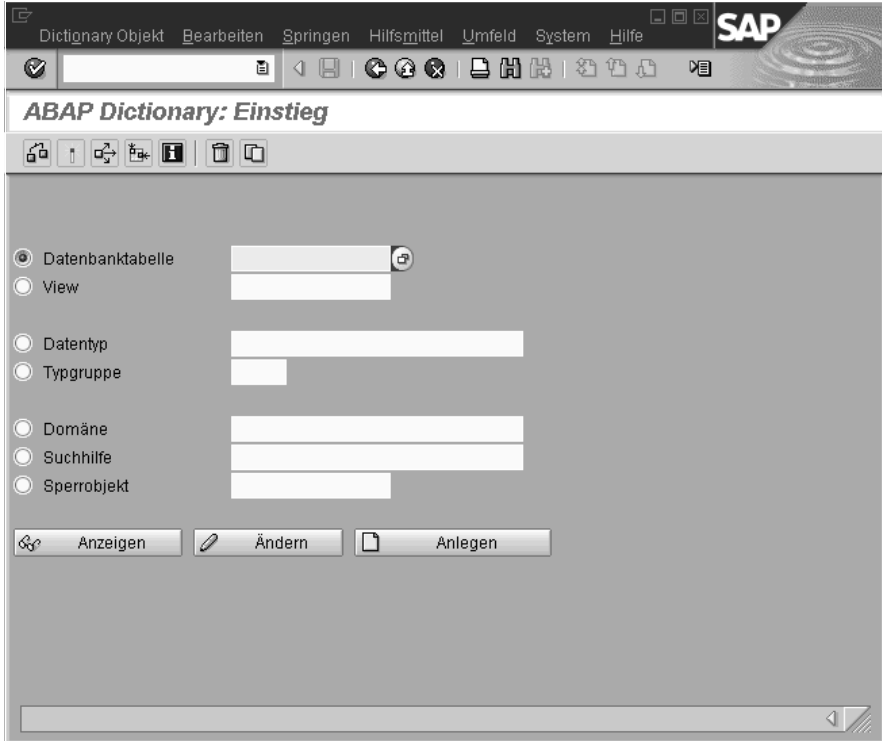 Dictionary Objekt Bearbeiten Springen Hilfsmittel Umfeld System Hilfe
SAP
ABAP Dictionary: Einstieg
Datenbanktabelle
View
Datentyp
Typgruppe
Domäne
Suchhilfe
Sperrobjekt
Anzeigen Ändern Anlegen